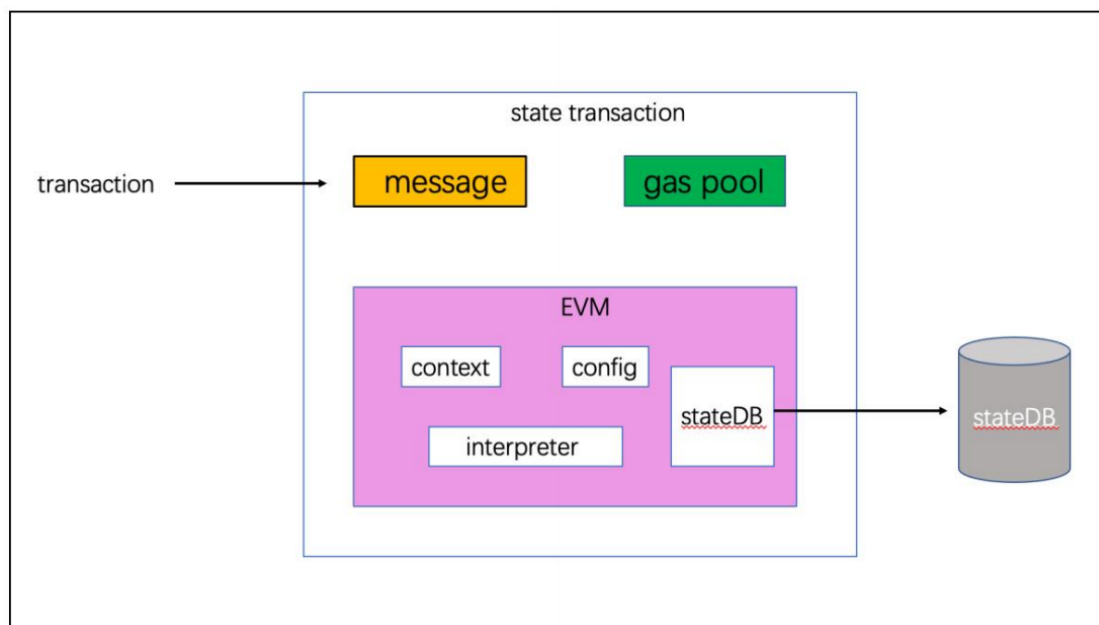 state transaction
transaction
message
gas pool
EVM
context
config
stateDB
interpreter
stateDB